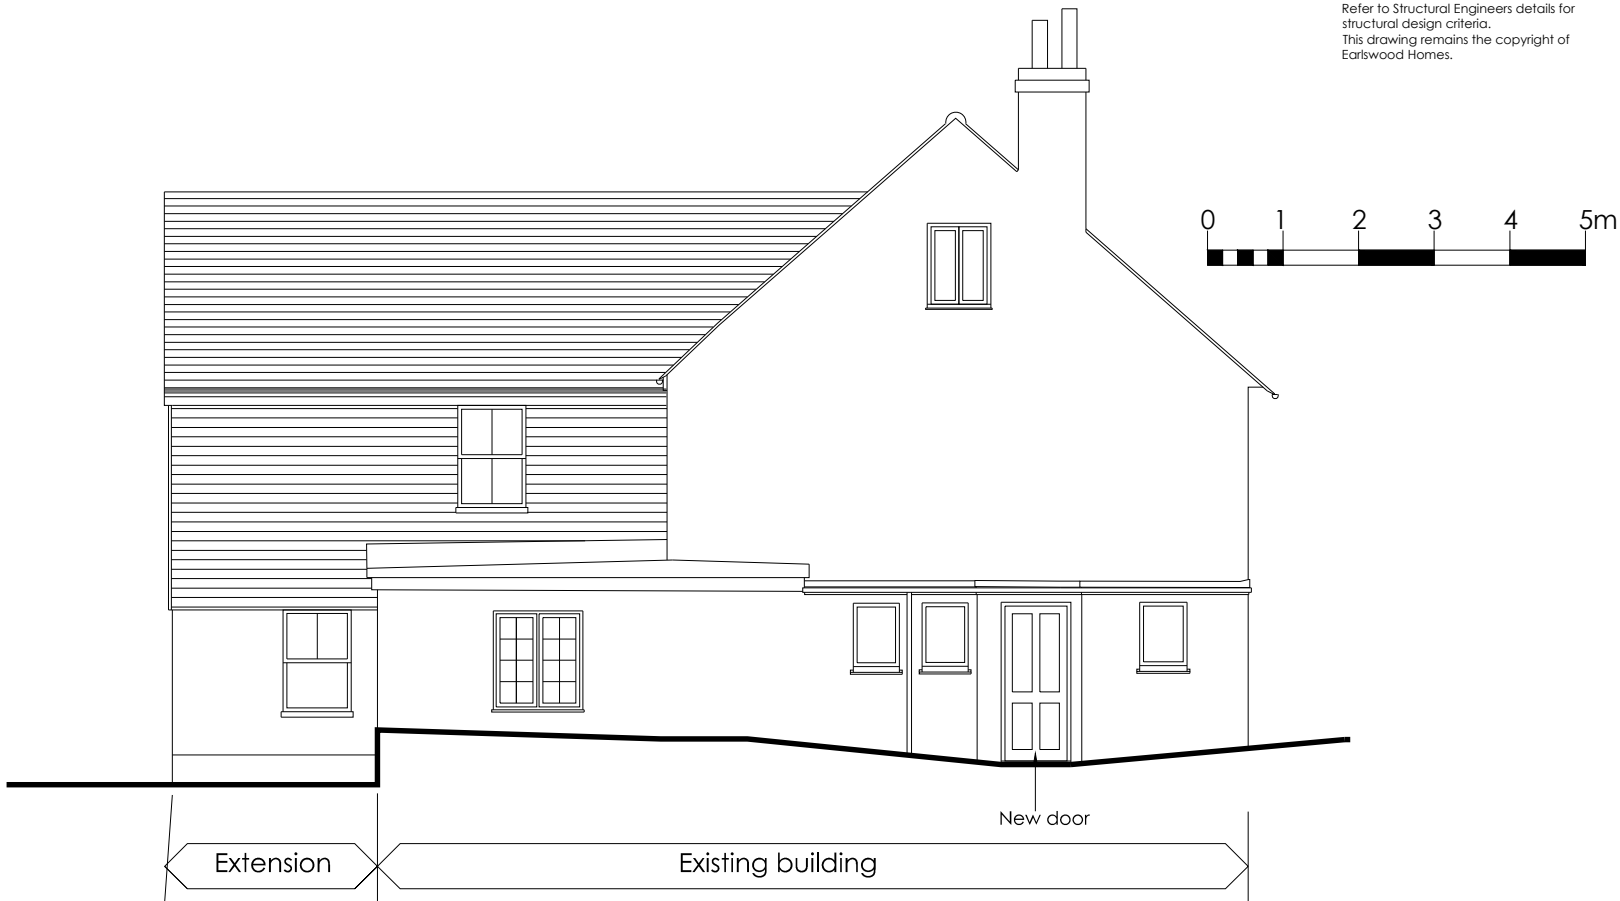 Refer to Structural Engineers details for
structural design criteria.
This drawing remains the copyright of
Earlswood Homes.
0 1 2 3 4 5m
New door
Extension
Existing building